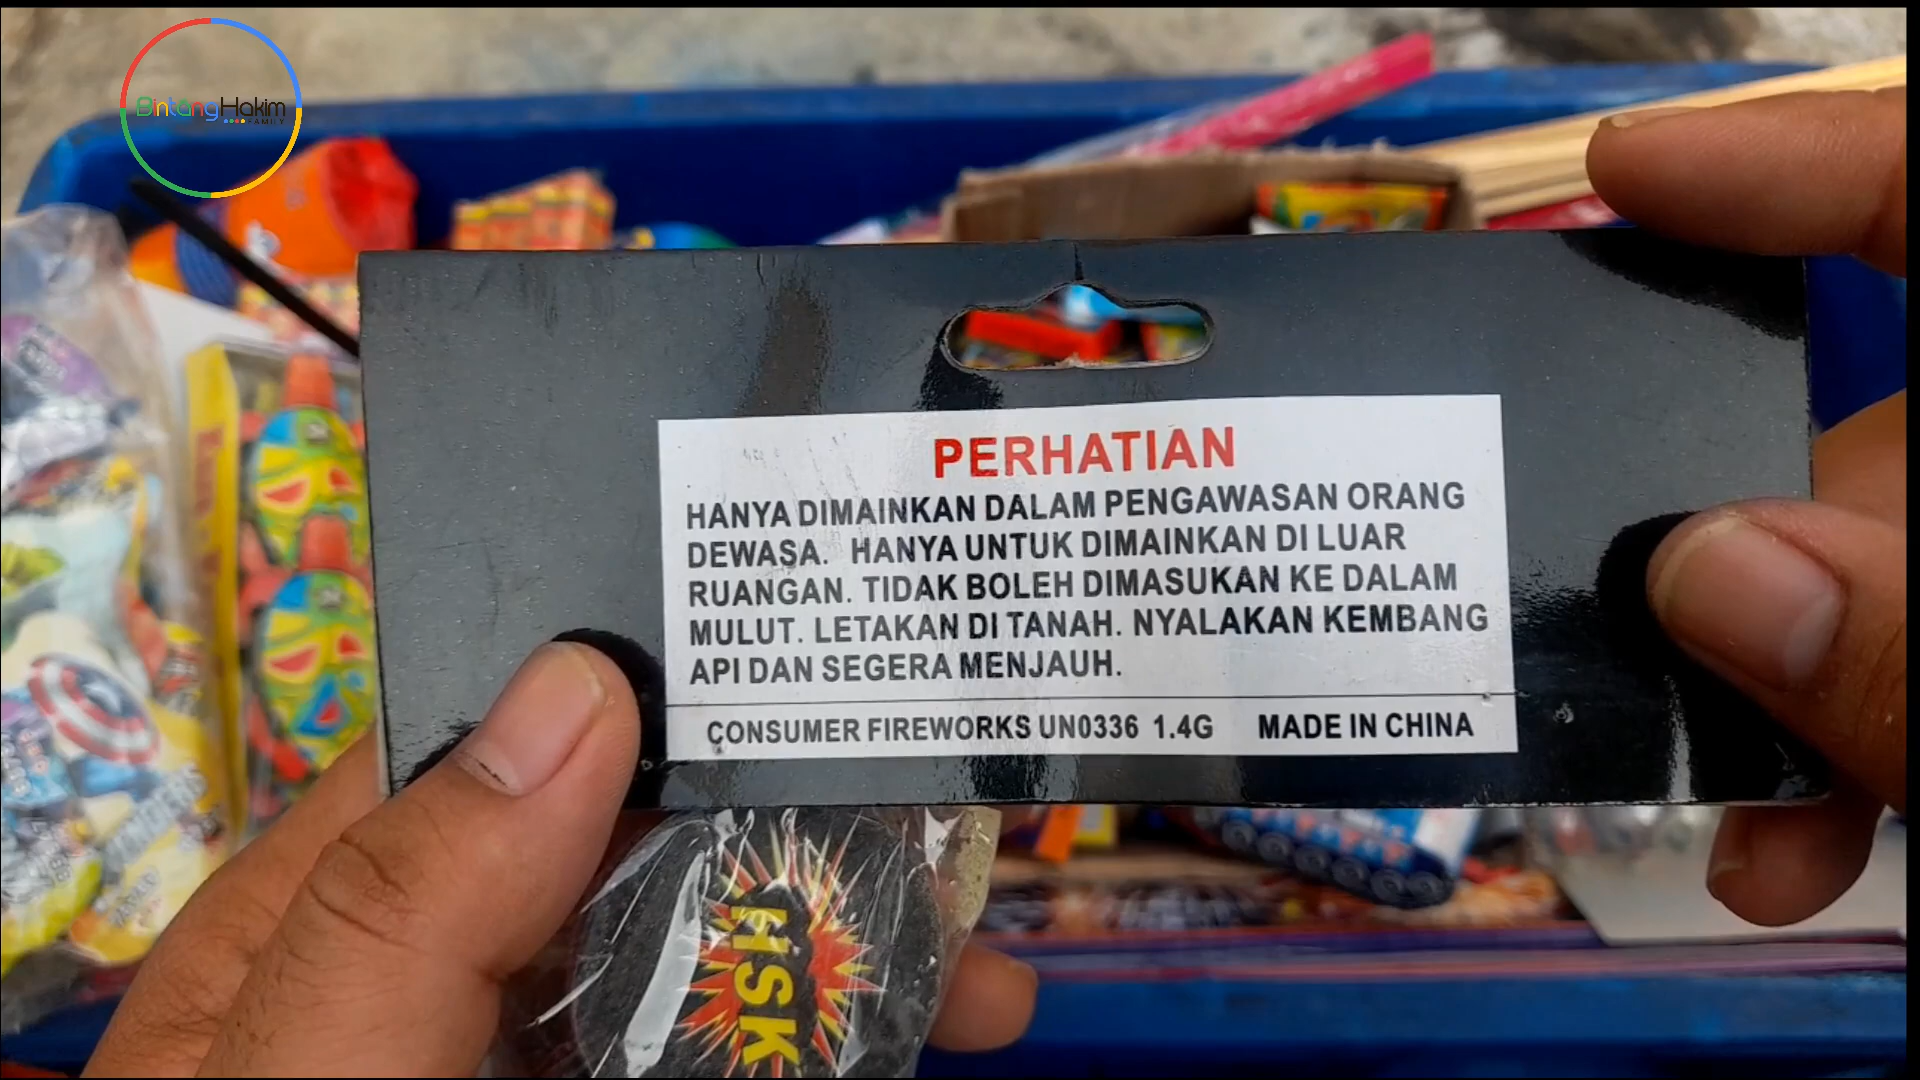 BintangHakim
FAMILY
PERHATIAN
HANYA DIMAINKAN DALAM PENGAWASAN ORANG
DEWASA. HANYA UNTUK DIMAINKAN DI LUAR
RUANGAN. TIDAK BOLEH DIMASUKAN KE DALAM
MULUT. LETAKAN DI TANAH. NYALAKAN KEMBANG
API DAN SEGERA MENJAUH.
CONSUMER FIREWORKS UN0336 1.4G MADE IN CHINA
HSK